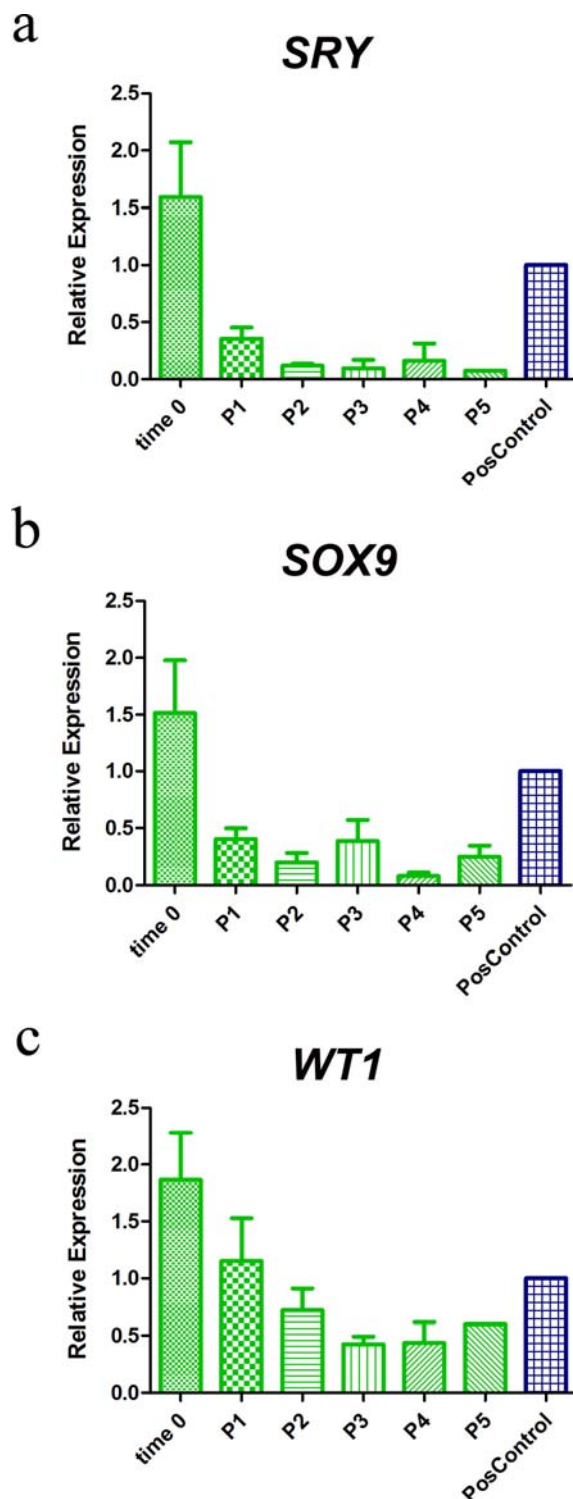 a
SRY
Relative Expression
2.5
2.0
1.5
1.0
0.5
0.0
time 0
P1
P2
P3
P4
P5
PosControl
b
SOX9
Relative Expression
2.5
2.0
1.5
1.0
0.5
0.0
time 0
P1
P2
P3
P4
P5
PosControl
c
WT1
Relative Expression
2.5
2.0
1.5
1.0
0.5
0.0
time 0
P1
P2
P3
P4
P5
PosControl